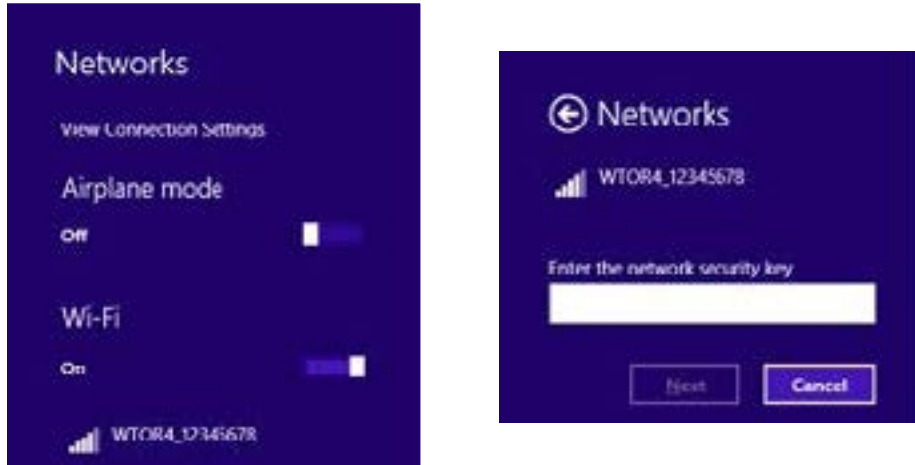 Networks
View Connection Settings
Airplane mode
Off
Wi-Fi
On
WTOR4_12345678
Networks
WTOR4_12345678
Enter the network security key
Next
Cancel